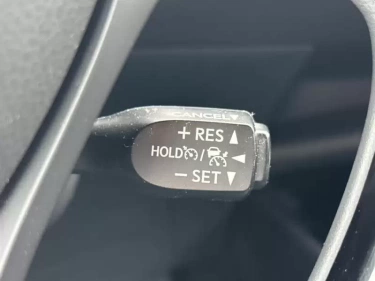 CANCEL
+ RES
HOLD /
− SET